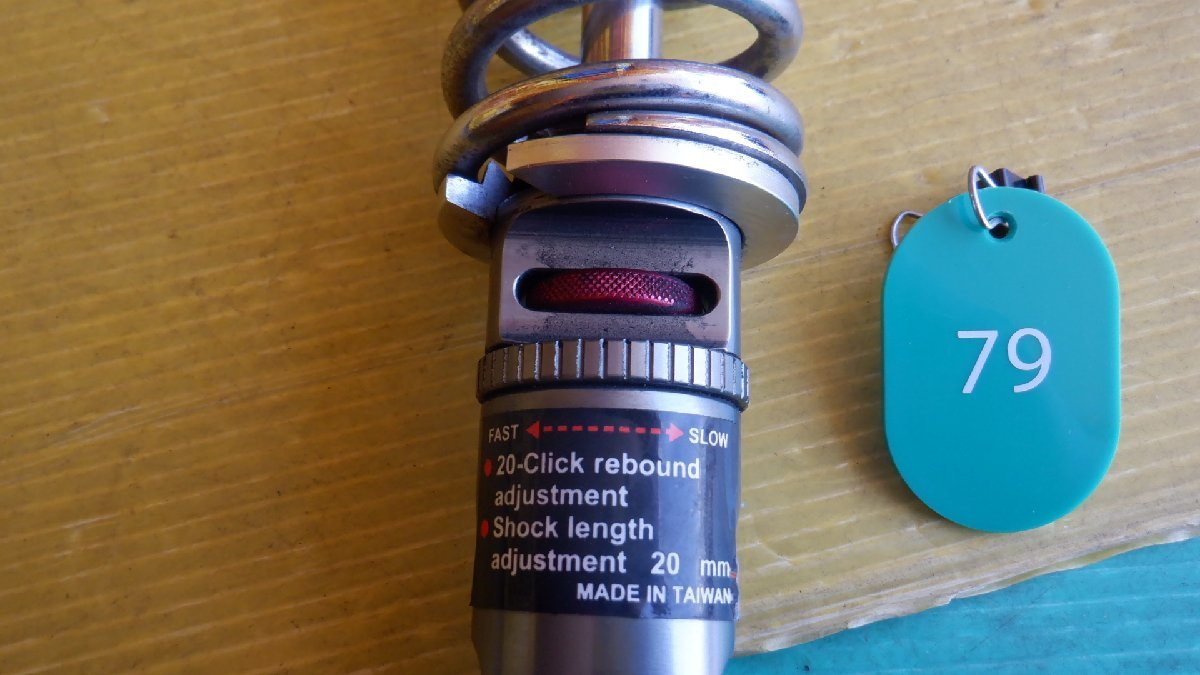 FAST SLOW
20-Click rebound
adjustment
Shock length
adjustment 20 mm
MADE IN TAIWAN
79